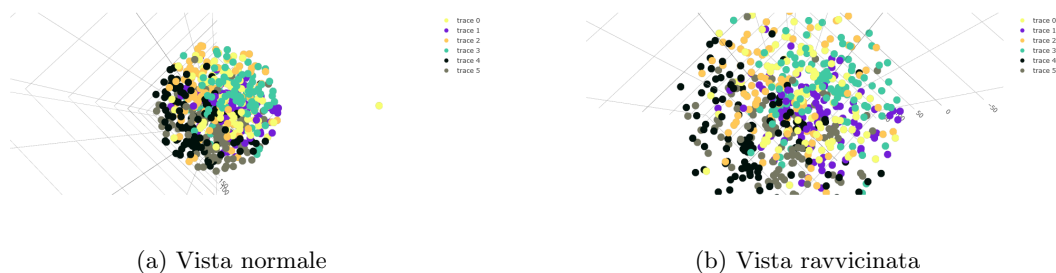 trace 0
trace 1
trace 2
trace 3
trace 4
trace 5
(a) Vista normale
trace 0
trace 1
trace 2
trace 3
trace 4
trace 5
50
0
−50
(b) Vista ravvicinata